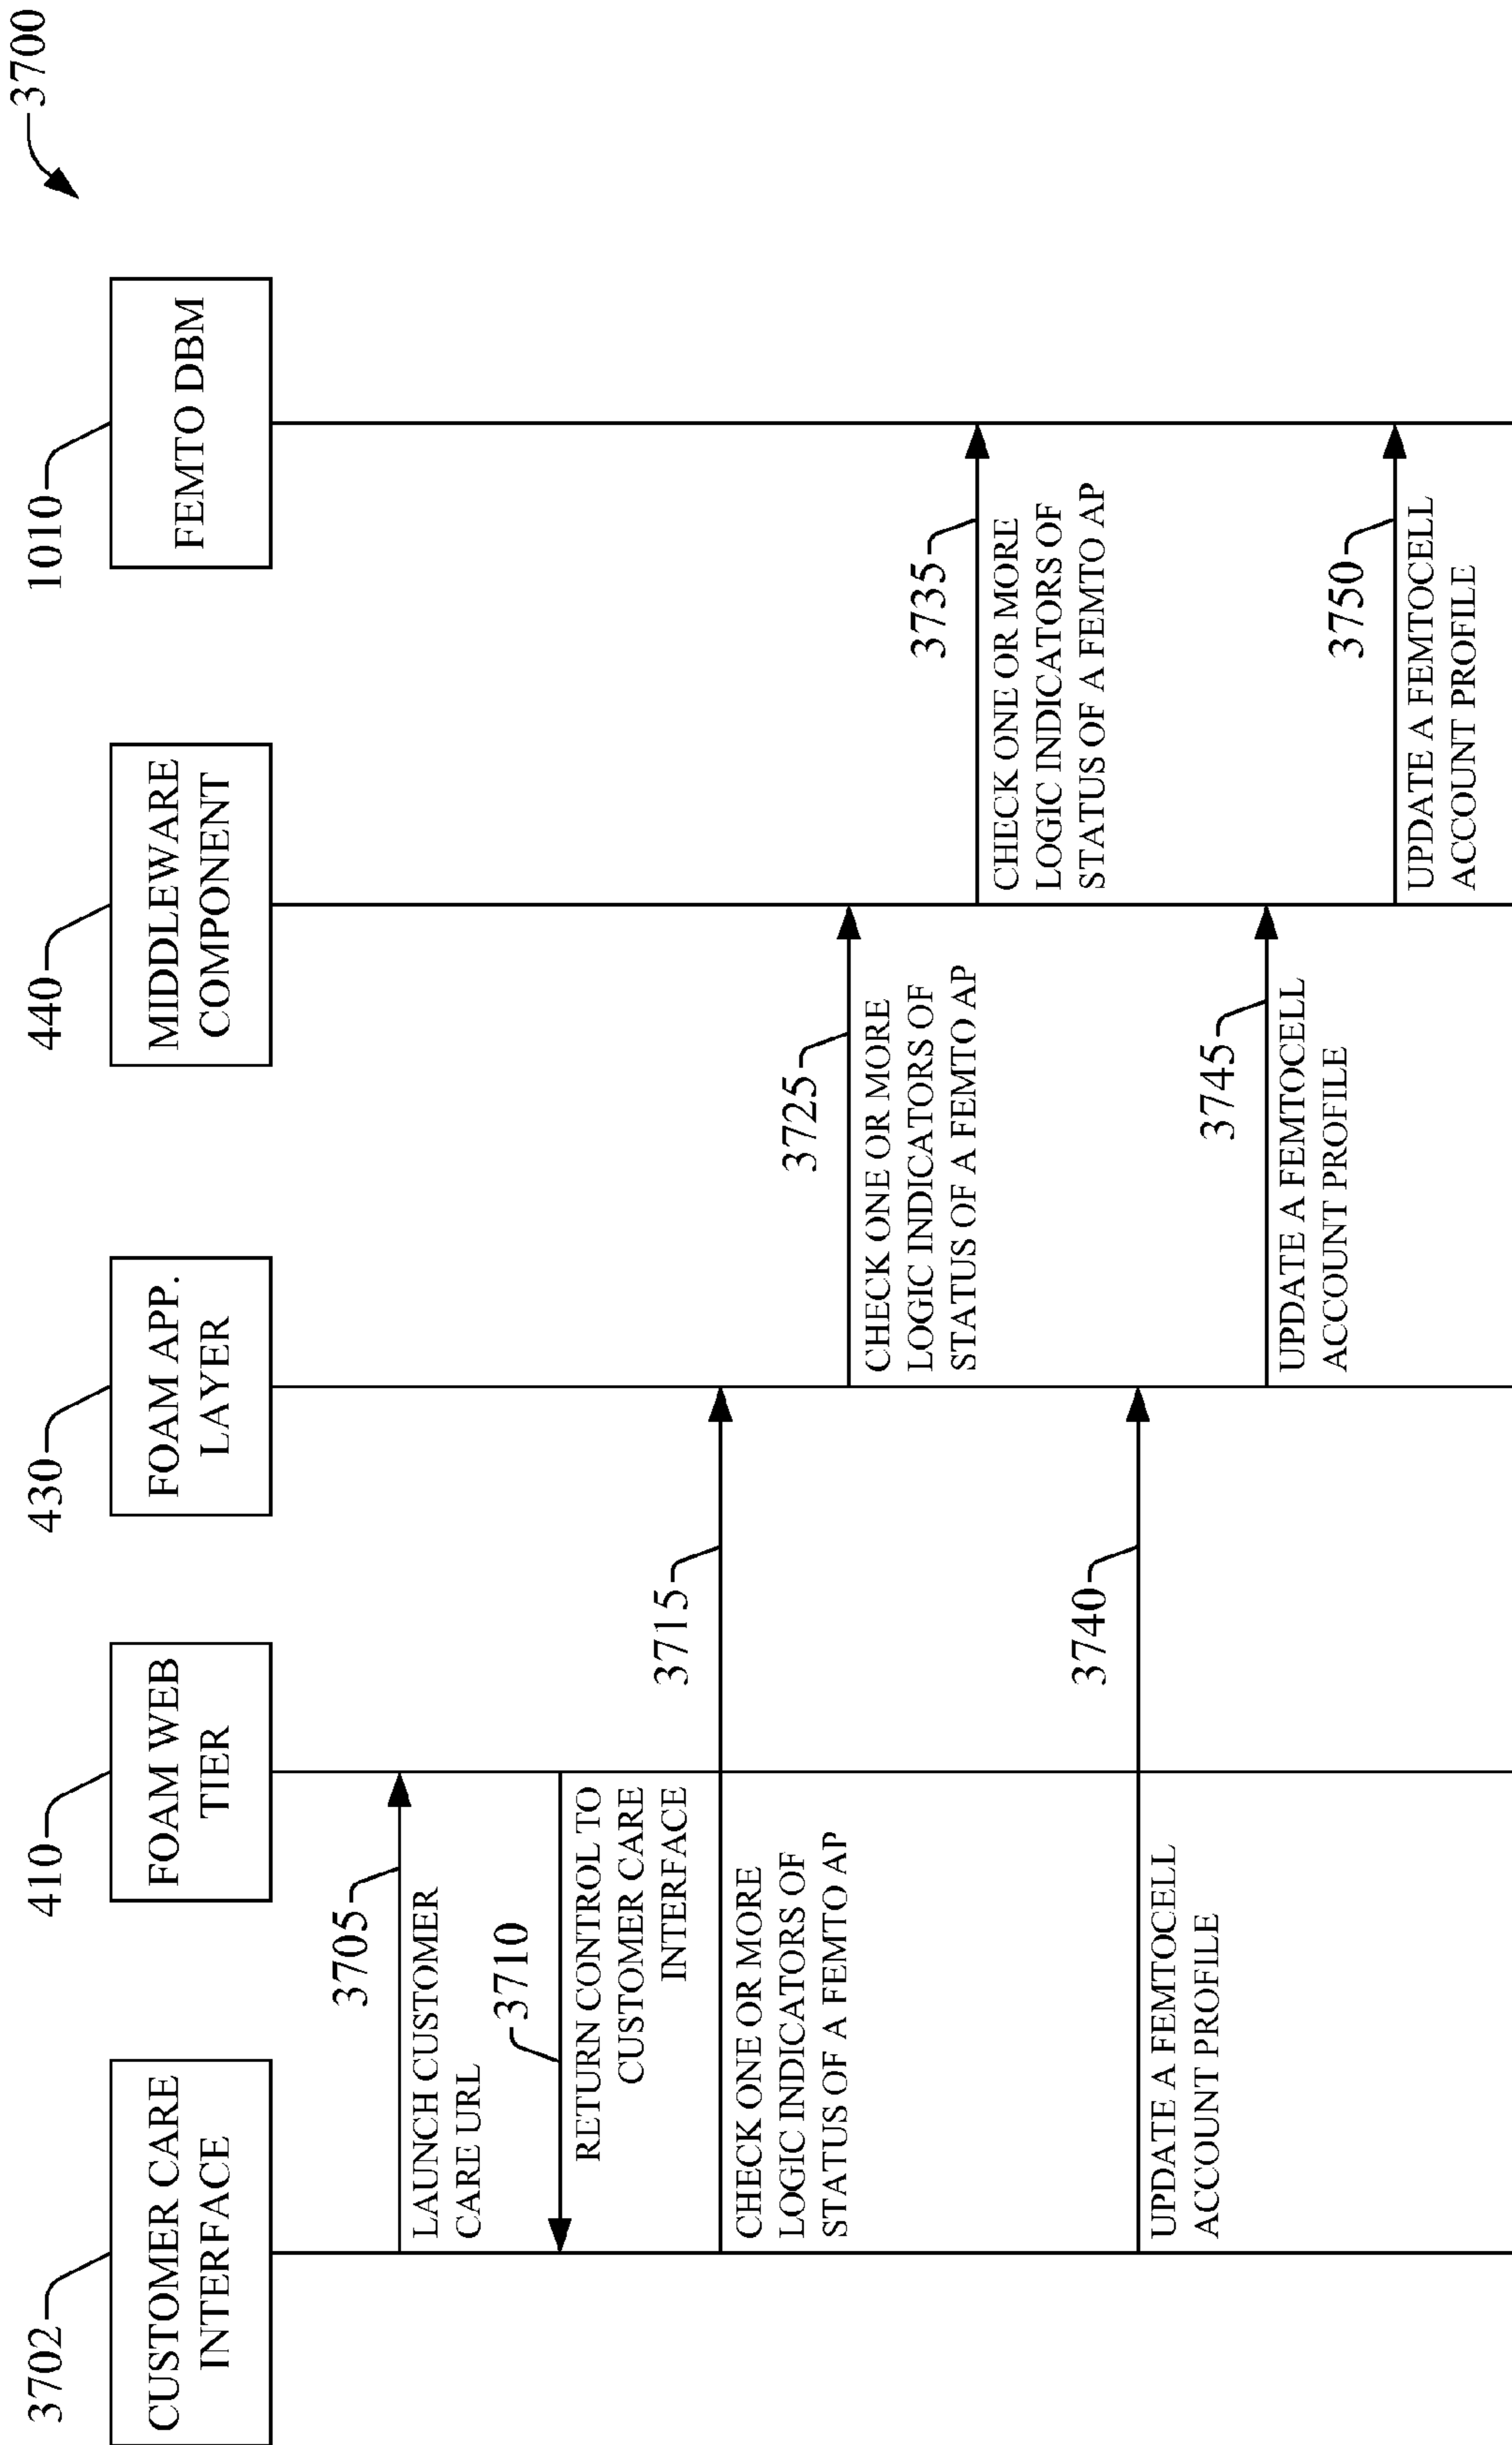 3700
3702
CUSTOMER CARE
INTERFACE
410
FOAM WEB
TIER
430
FOAM APP.
LAYER
440
MIDDLEWARE
COMPONENT
1010
FEMTO DBM
3705
LAUNCH CUSTOMER
CARE URL
3710
RETURN CONTROL TO
CUSTOMER CARE
INTERFACE
3715
CHECK ONE OR MORE
LOGIC INDICATORS OF
STATUS OF A FEMTO AP
3725
CHECK ONE OR MORE
LOGIC INDICATORS OF
STATUS OF A FEMTO AP
3735
CHECK ONE OR MORE
LOGIC INDICATORS OF
STATUS OF A FEMTO AP
3740
UPDATE A FEMTOCELL
ACCOUNT PROFILE
3745
UPDATE A FEMTOCELL
ACCOUNT PROFILE
3750
UPDATE A FEMTOCELL
ACCOUNT PROFILE